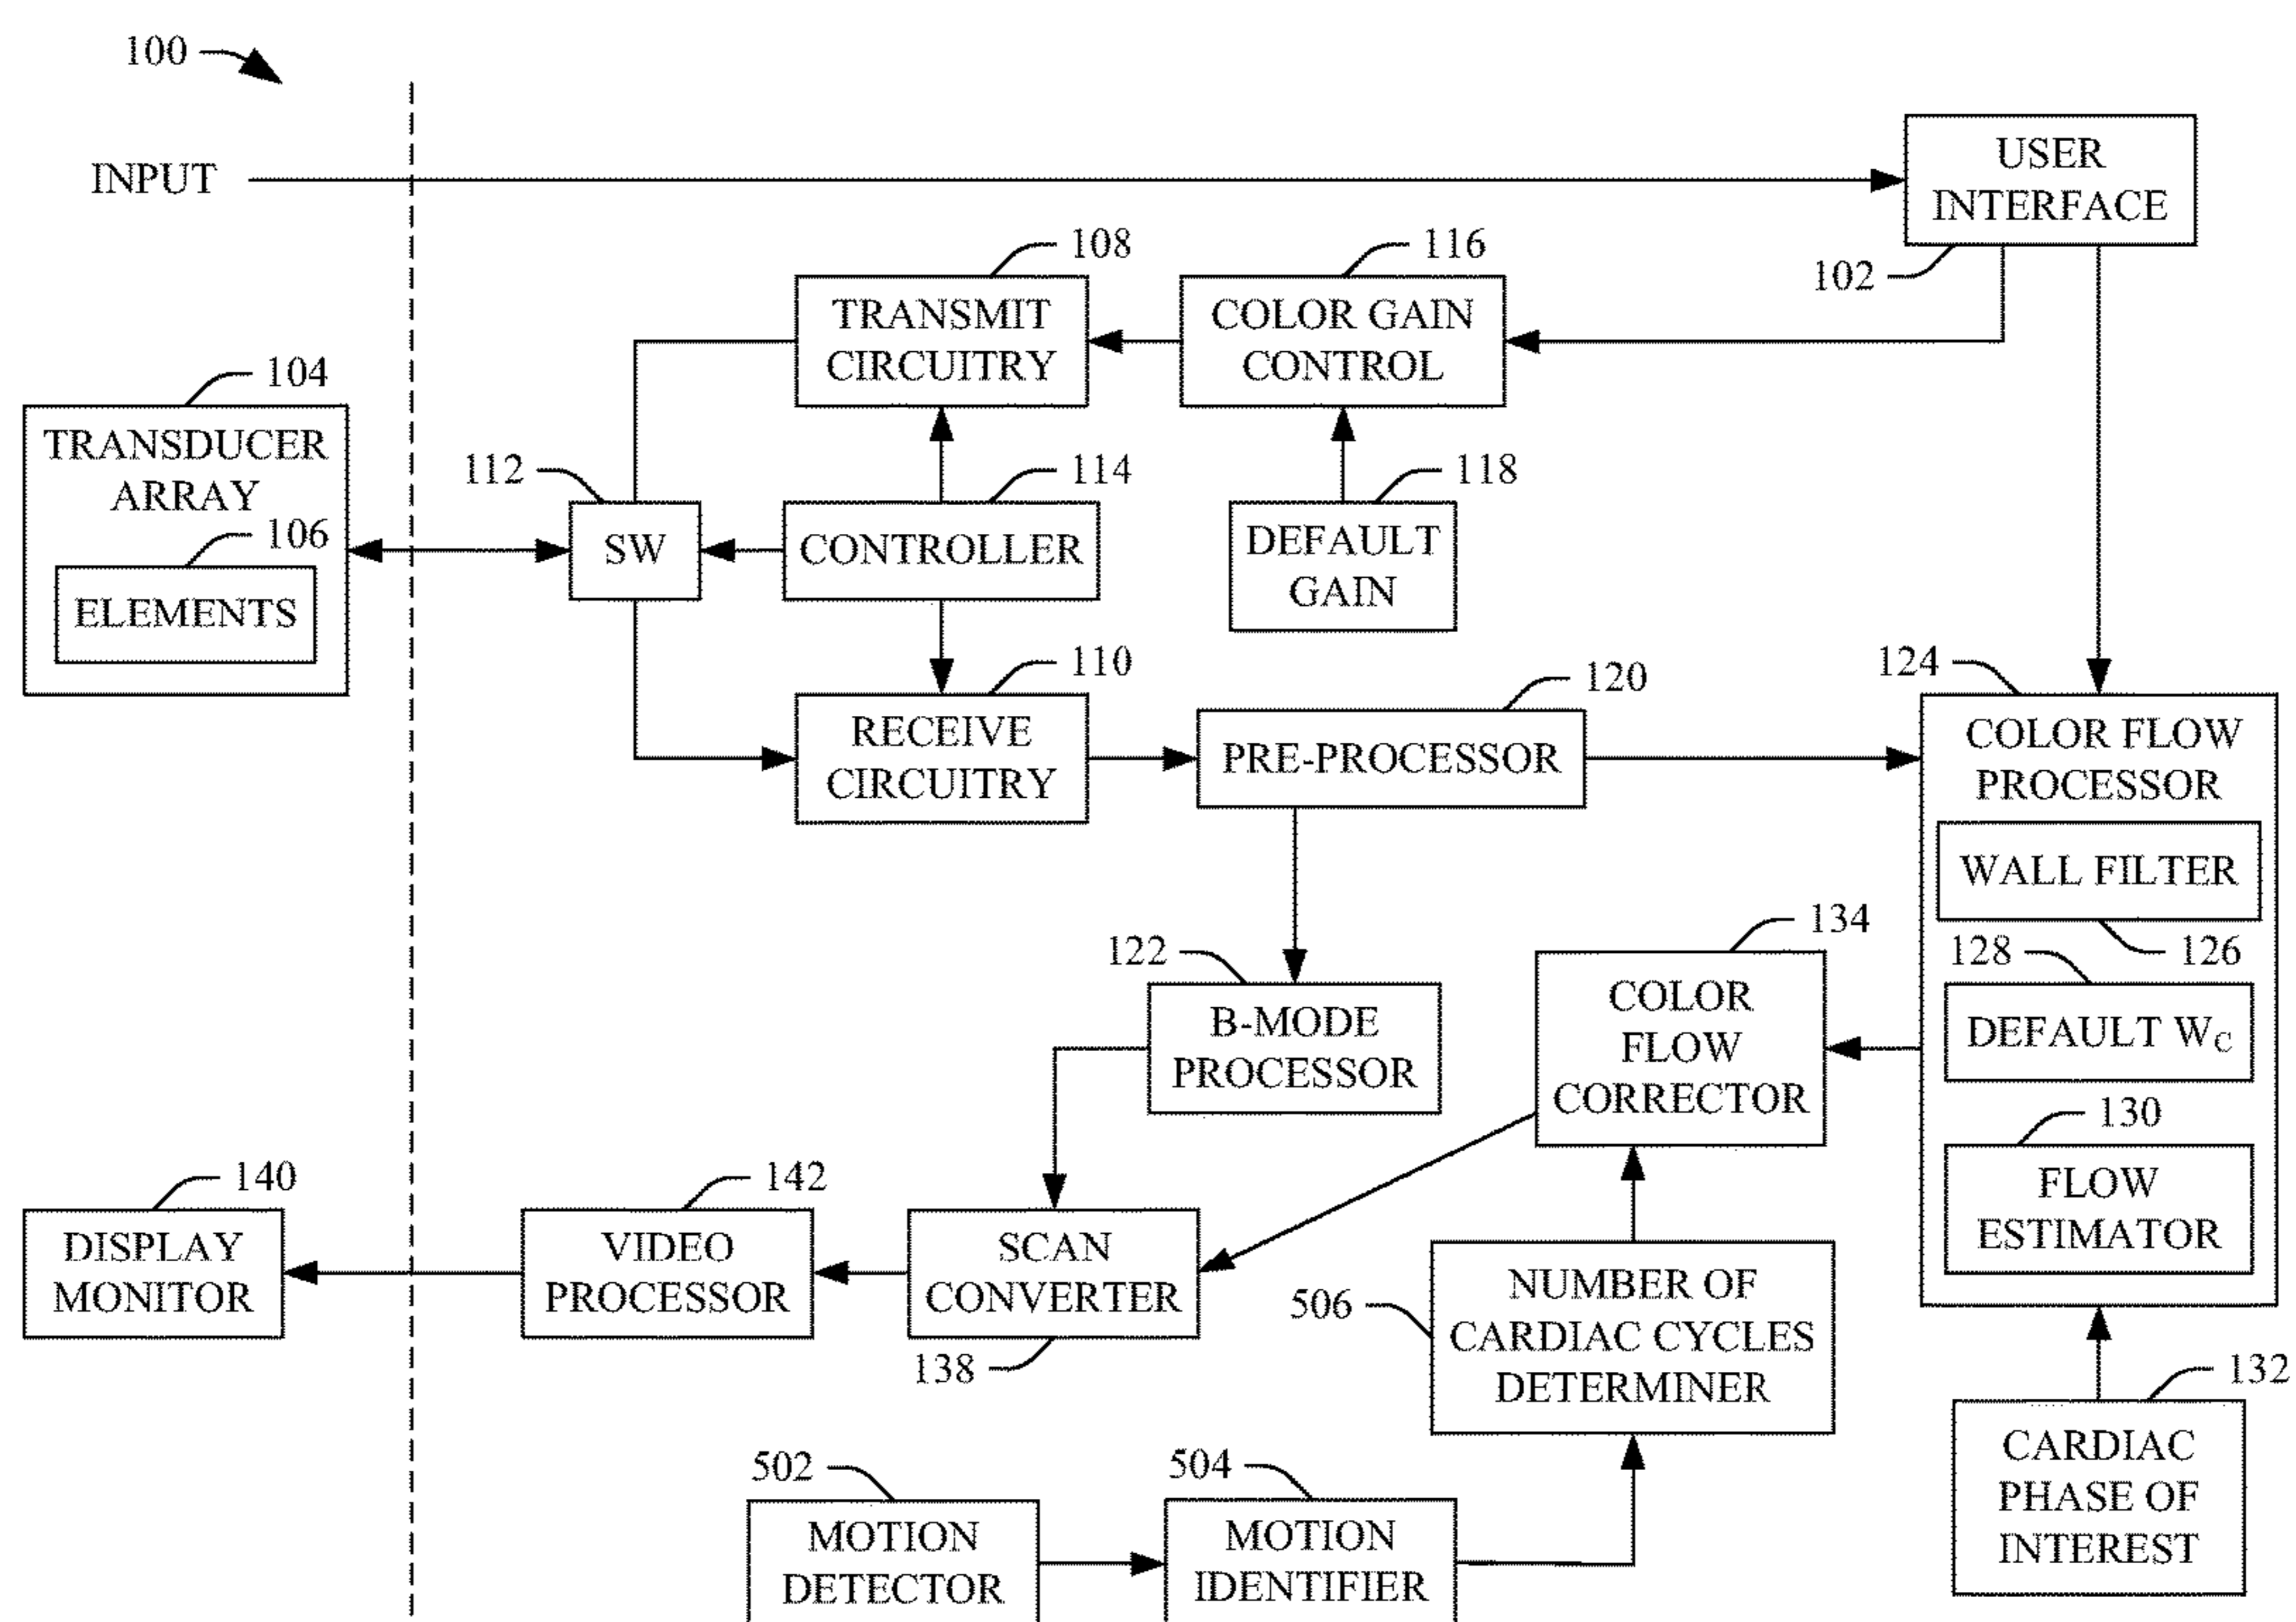 100
INPUT
USER
INTERFACE
102
108
TRANSMIT
CIRCUITRY
116
COLOR GAIN
CONTROL
104
TRANSDUCER
ARRAY
106
ELEMENTS
112
SW
114
CONTROLLER
118
DEFAULT
GAIN
110
RECEIVE
CIRCUITRY
120
PRE-PROCESSOR
124
COLOR FLOW
PROCESSOR
WALL FILTER
126
128
DEFAULT WC
130
FLOW
ESTIMATOR
122
B-MODE
PROCESSOR
134
COLOR
FLOW
CORRECTOR
140
DISPLAY
MONITOR
142
VIDEO
PROCESSOR
SCAN
CONVERTER
138
506
NUMBER OF
CARDIAC CYCLES
DETERMINER
132
CARDIAC
PHASE OF
INTEREST
502
MOTION
DETECTOR
504
MOTION
IDENTIFIER